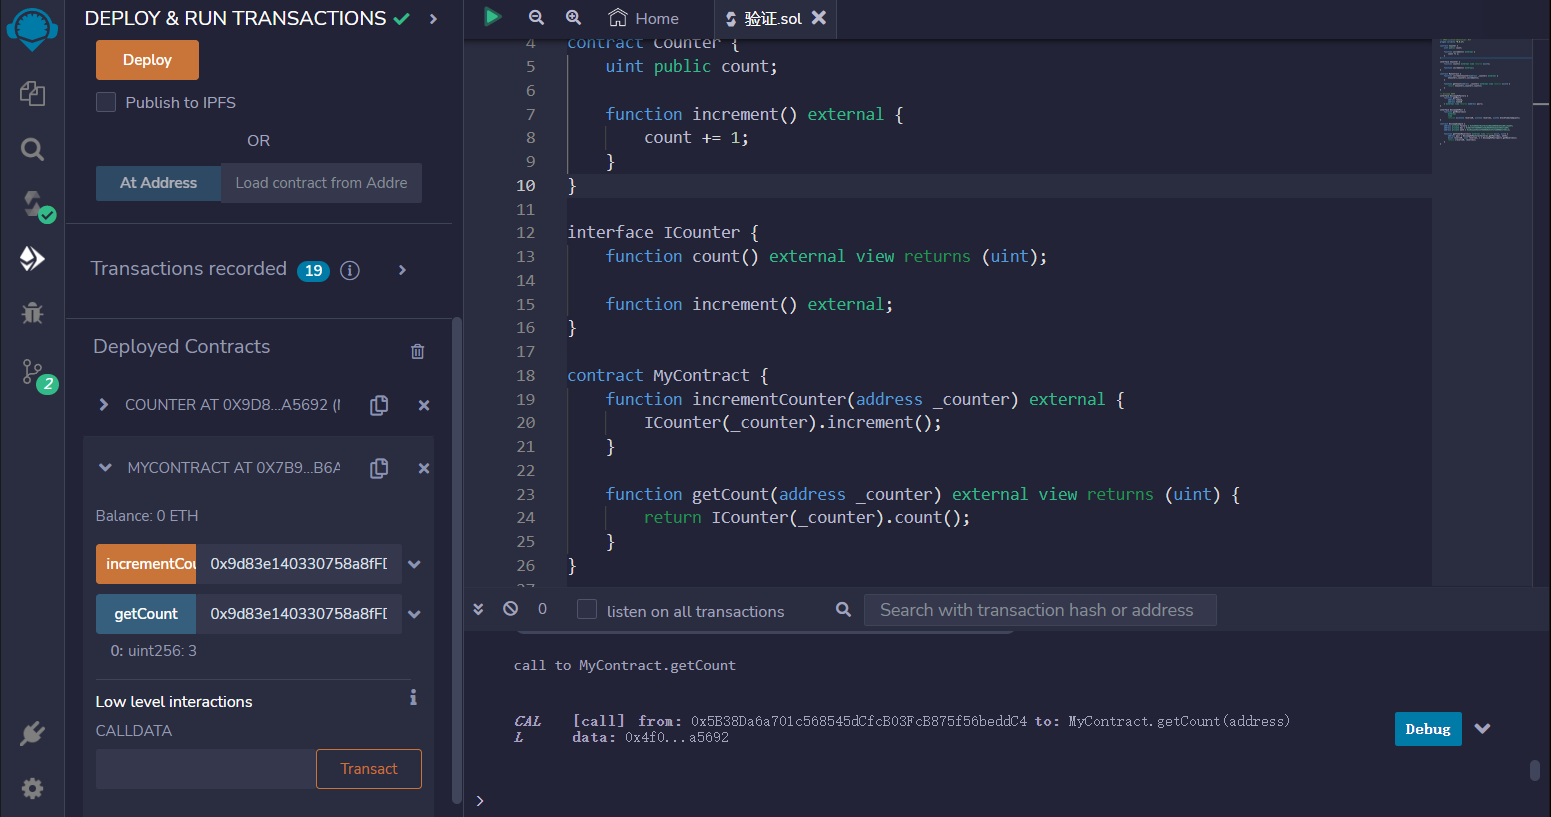 DEPLOY & RUN TRANSACTIONS
Deploy
Publish to IPFS
OR
At Address
Load contract from Addre
Transactions recorded 19
Deployed Contracts
COUNTER AT 0X9D8...A5692 (
MYCONTRACT AT 0X7B9...B6A
Balance: 0 ETH
incrementCou 0x9d83e140330758a8fFD
getCount 0x9d83e140330758a8fFD
0: uint256: 3
Low level interactions
CALLDATA
Transact
2
Home
验证.sol
4 contract Counter {
5 uint public count;
6
7 function increment() external {
8 count += 1;
9 }
10 }
11
12 interface ICounter {
13 function count() external view returns (uint);
14
15 function increment() external;
16 }
17
18 contract MyContract {
19 function incrementCounter(address _counter) external {
20 ICounter(_counter).increment();
21 }
22
23 function getCount(address _counter) external view returns (uint) {
24 return ICounter(_counter).count();
25 }
26 }
27
0
listen on all transactions
Search with transaction hash or address
call to MyContract.getCount
CALL
[call] from: 0x5B38Da6a701c568545dCfcB03FcB875f56beddC4 to: MyContract.getCount(address)
data: 0x4f0...a5692
Debug
>